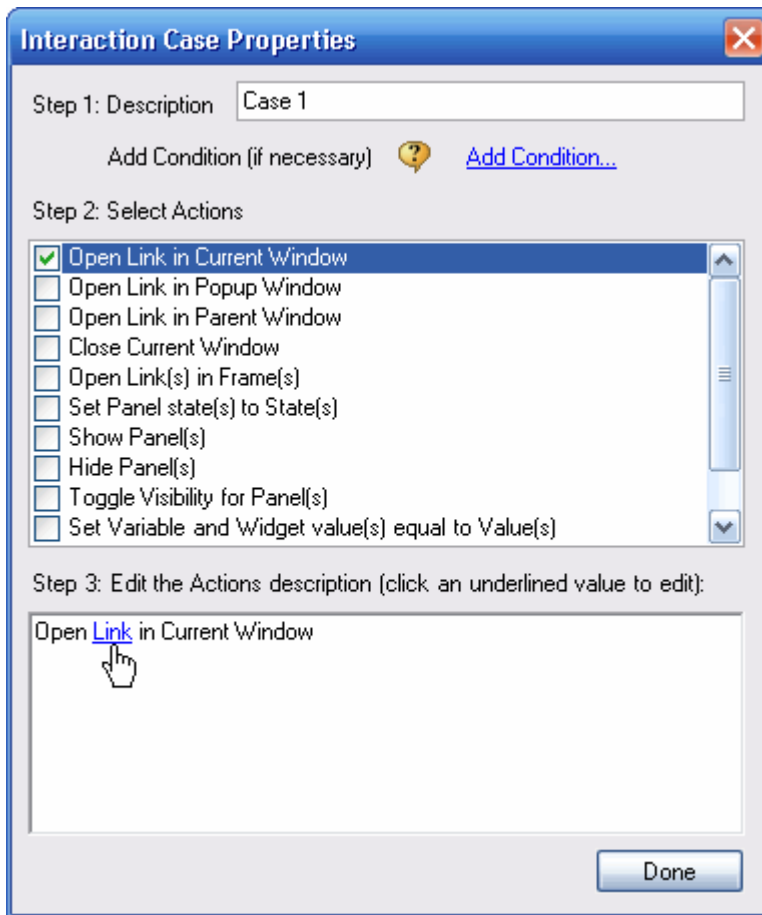 Interaction Case Properties
Step 1: Description Case 1
Add Condition (if necessary) ? Add Condition...
Step 2: Select Actions
Open Link in Current Window
Open Link in Popup Window
Open Link in Parent Window
Close Current Window
Open Link(s) in Frame(s)
Set Panel state(s) to State(s)
Show Panel(s)
Hide Panel(s)
Toggle Visibility for Panel(s)
Set Variable and Widget value(s) equal to Value(s)
Step 3: Edit the Actions description (click an underlined value to edit):
Open Link in Current Window
Done